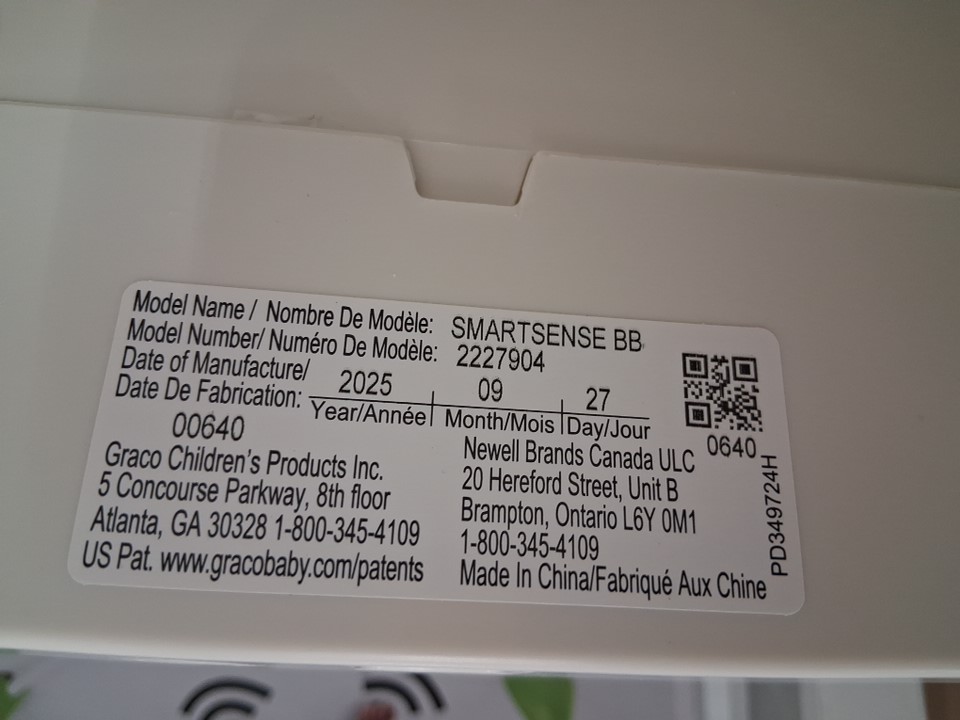 Model Name / Nombre De Modèle: SMARTSENSE BB
Model Number/ Numéro De Modèle: 2227904
Date of Manufacture/
Date De Fabrication: 2025 09 27
Year/Année Month/Mois Day/Jour
00640
Graco Children's Products Inc.
5 Concourse Parkway, 8th floor
Atlanta, GA 30328 1-800-345-4109
US Pat. www.gracobaby.com/patents
Newell Brands Canada ULC
20 Hereford Street, Unit B
Brampton, Ontario L6Y 0M1
1-800-345-4109
Made In China/Fabriqué Aux Chine
0640
PD349724H